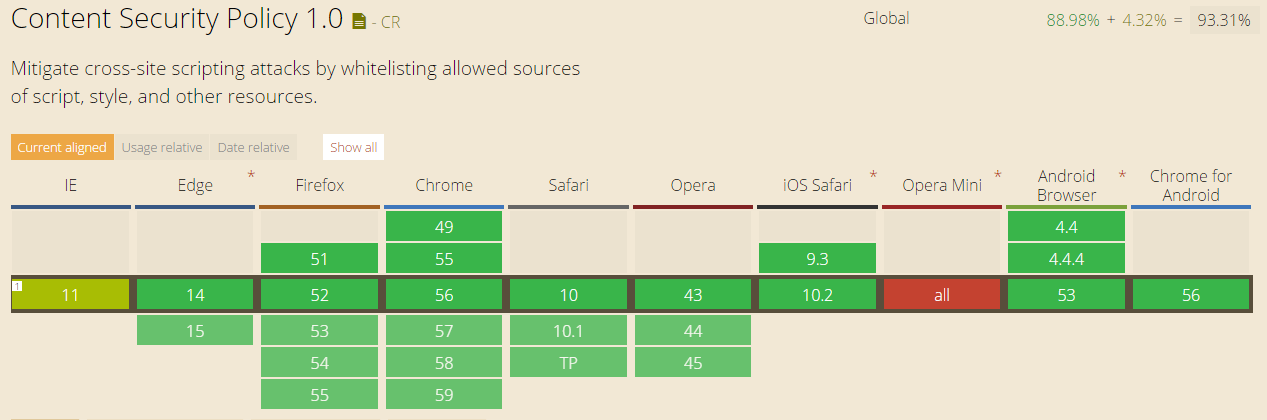 Content Security Policy 1.0 - CR
Global 88.98% + 4.32% = 93.31%
Mitigate cross-site scripting attacks by whitelisting allowed sources
of script, style, and other resources.
Current aligned Usage relative Date relative Show all
IE Edge * Firefox Chrome Safari Opera iOS Safari * Opera Mini * Android Browser * Chrome for Android
49 4.4
51 55 9.3 4.4.4
1 11 14 52 56 10 43 10.2 all 53 56
15 53 57 10.1 44
54 58 TP 45
55 59